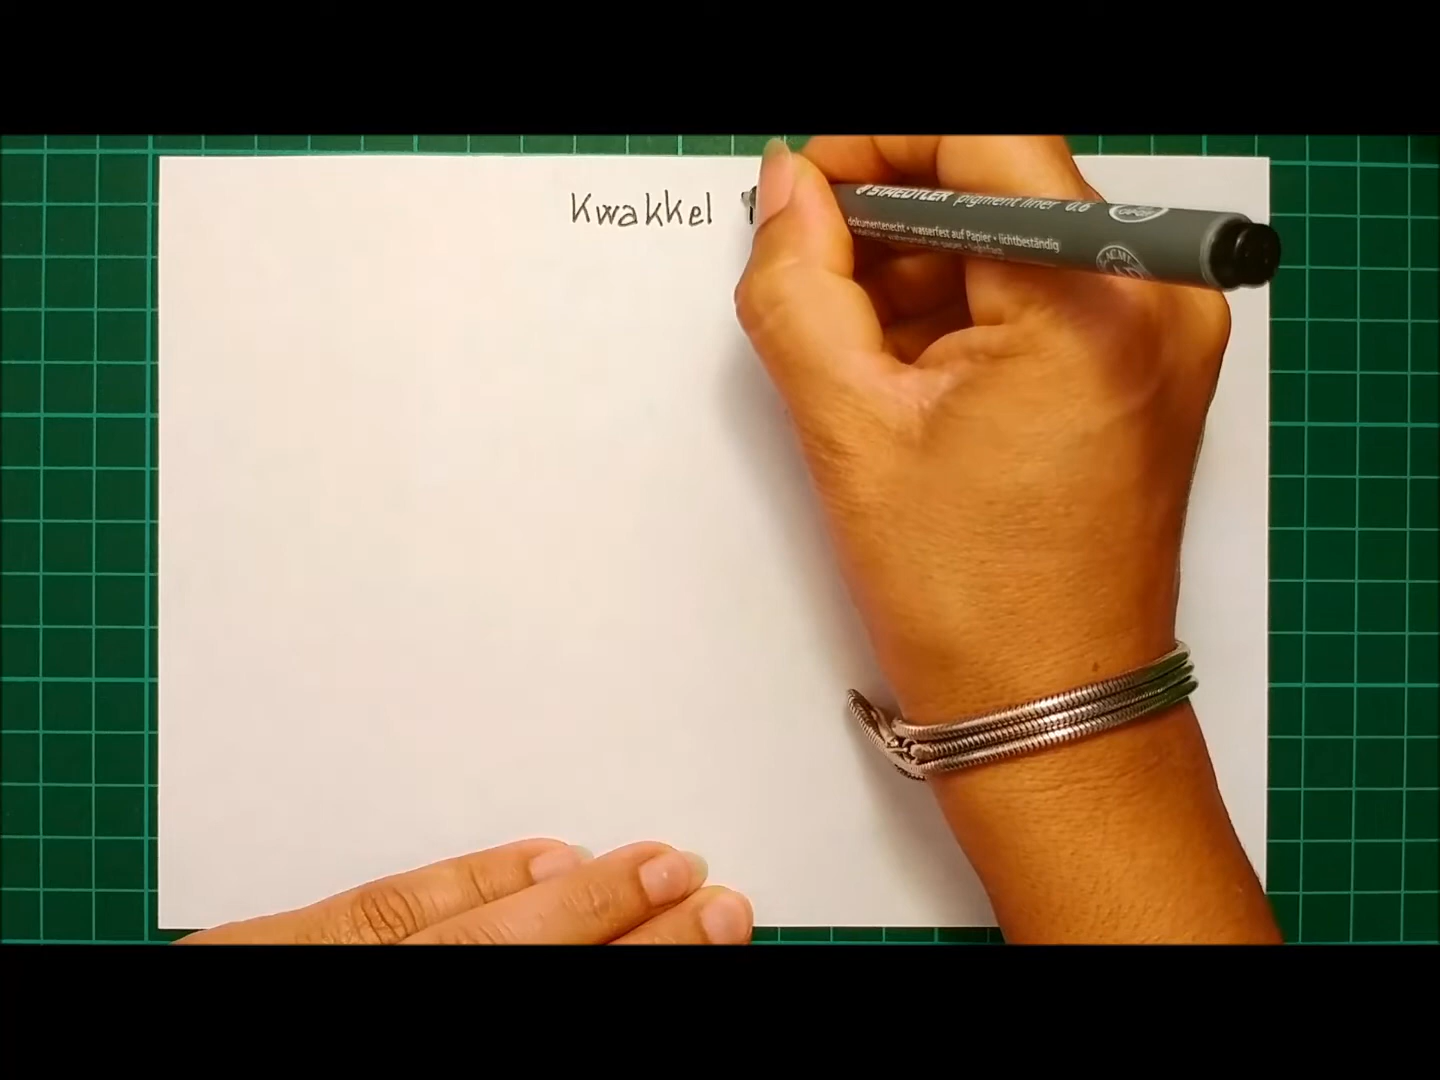 Kwakkel
STAEDTLER pigment liner 0.6
dokumentenecht • wasserfest auf Papier • lichtbeständig